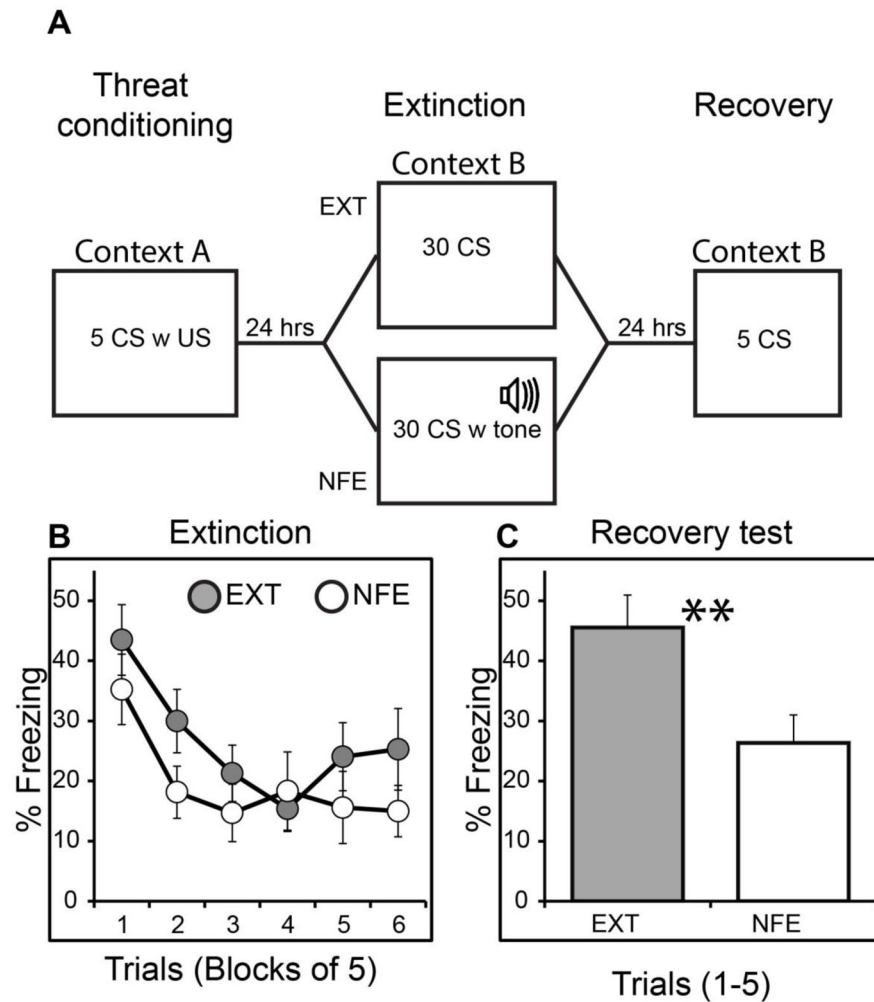 A
Threat
conditioning
Extinction
Recovery
Context B
EXT
30 CS
Context A
5 CS w US
24 hrs
24 hrs
Context B
5 CS
30 CS w tone
NFE
B
Extinction
EXT
NFE
% Freezing
50
40
30
20
10
0
1 2 3 4 5 6
Trials (Blocks of 5)
C
Recovery test
**
% Freezing
50
40
30
20
10
0
EXT NFE
Trials (1-5)